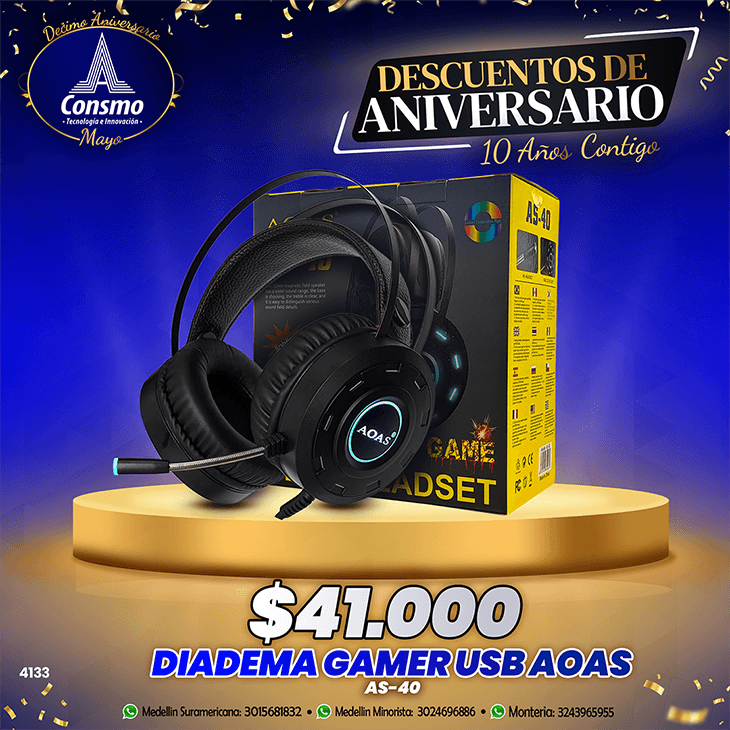 Decimo Aniversario
Consmo
• Tecnología e Innovación •
Mayo
DESCUENTOS DE
ANIVERSARIO
10 Años Contigo
AS-40
AOAS
GAME
$41.000
DIADEMA GAMER USB AOAS
AS-40
4133
Medellin Suramericana: 3015681832 • Medellin Minorista: 3024696886 • Monteria: 3243965955